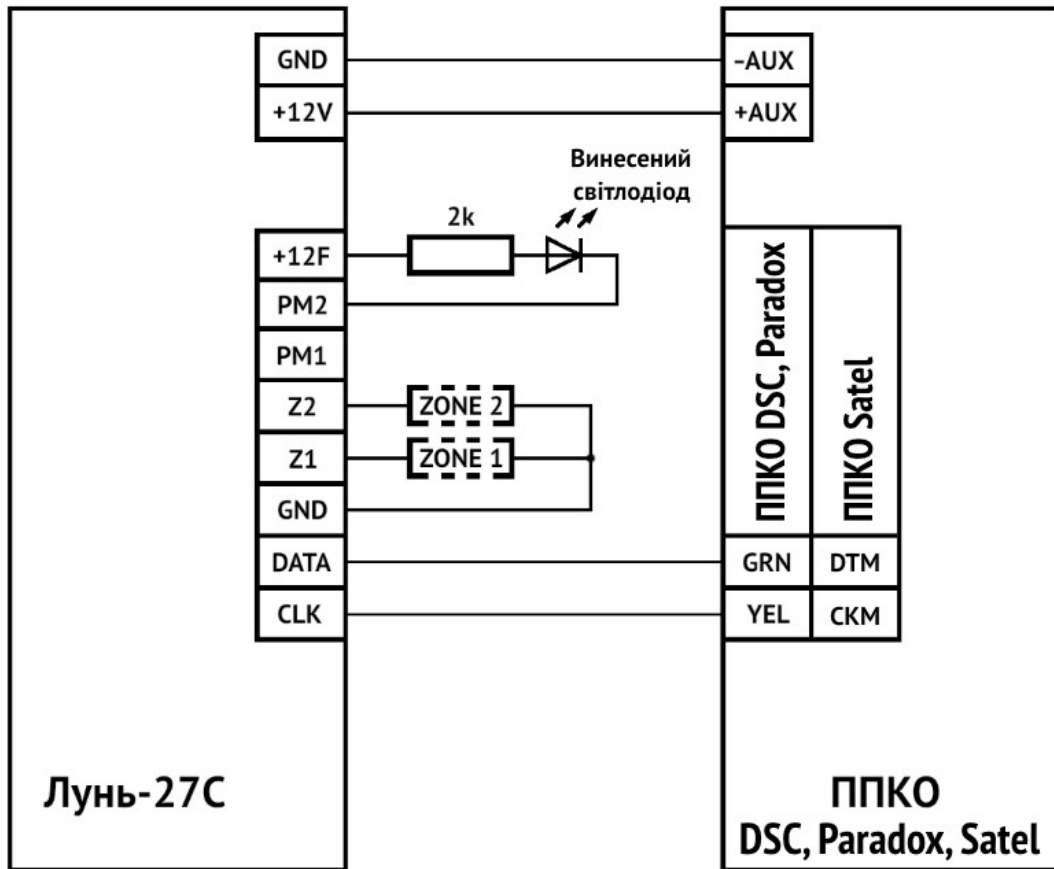 GND
+12V
-AUX
+AUX
Винесений
світлодіод
2k
+12F
PM2
PM1
Z2
Z1
GND
DATA
CLK
ZONE 2
ZONE 1
ППКО DSC, Paradox
ППКО Satel
GRN
DTM
YEL
CKM
Лунь-27С
ППКО
DSC, Paradox, Satel